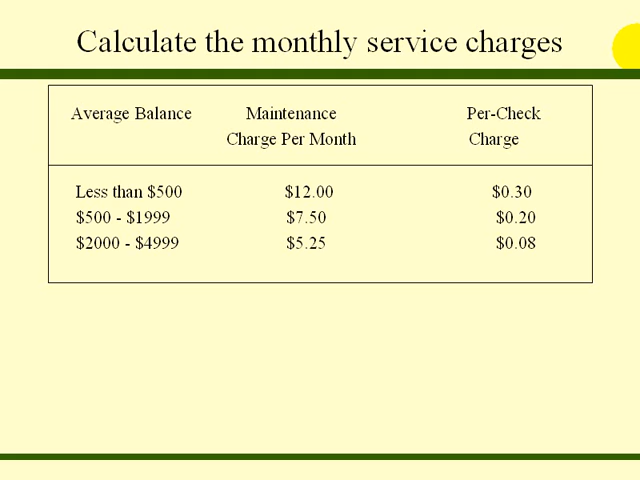 Calculate the monthly service charges
Average Balance Maintenance Per-Check
Charge Per Month Charge
Less than $500 $12.00 $0.30
$500 - $1999 $7.50 $0.20
$2000 - $4999 $5.25 $0.08